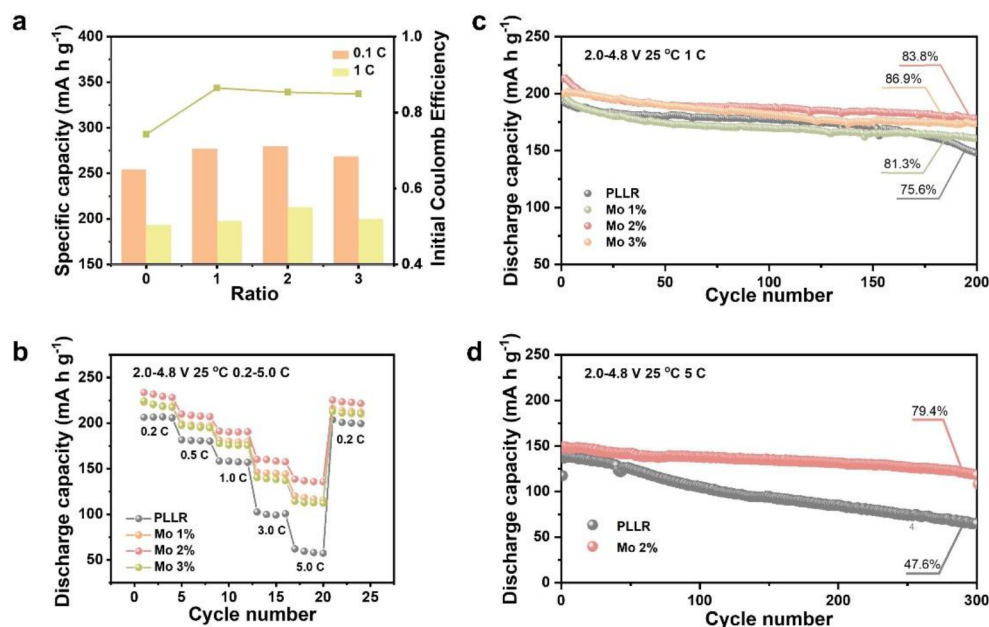 a
Specific capacity (mA h g⁻¹)
400
350
300
250
200
150
0.1 C
1 C
1.0
0.8
0.6
0.4
Initial Coulomb Efficiency
0 1 2 3
Ratio
c
Discharge capacity (mA h g⁻¹)
250
200
150
100
50
2.0-4.8 V 25 °C 1 C
83.8%
86.9%
81.3%
75.6%
PLLR
Mo 1%
Mo 2%
Mo 3%
0 50 100 150 200
Cycle number
b
Discharge capacity (mA h g⁻¹)
250
200
150
100
50
2.0-4.8 V 25 °C 0.2-5.0 C
0.2 C
0.5 C
1.0 C
3.0 C
5.0 C
0.2 C
PLLR
Mo 1%
Mo 2%
Mo 3%
0 5 10 15 20 25
Cycle number
d
Discharge capacity (mA h g⁻¹)
250
200
150
100
50
0
2.0-4.8 V 25 °C 5 C
79.4%
PLLR
Mo 2%
4
47.6%
0 100 200 300
Cycle number